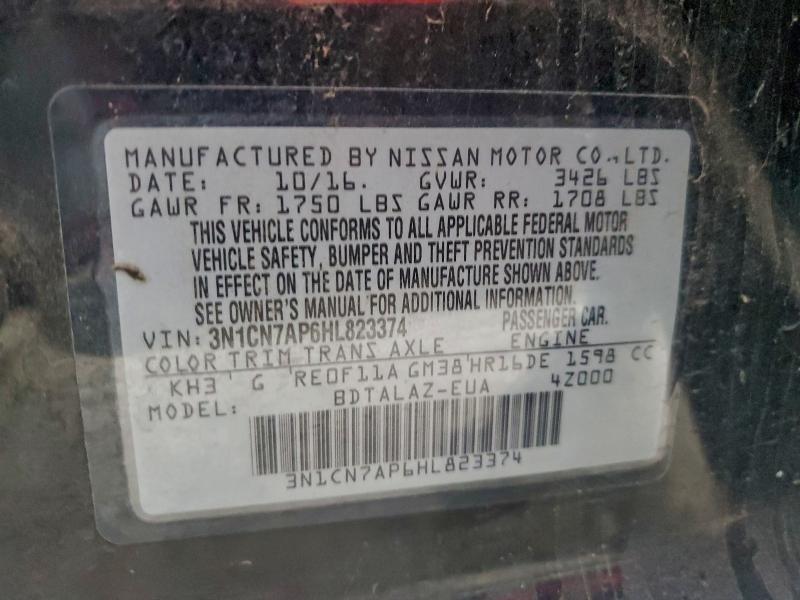 MANUFACTURED BY NISSAN MOTOR CO., LTD.
DATE: 10/16. GVWR: 3426 LBS
GAWR FR: 1750 LBS GAWR RR: 1708 LBS
THIS VEHICLE CONFORMS TO ALL APPLICABLE FEDERAL MOTOR
VEHICLE SAFETY, BUMPER AND THEFT PREVENTION STANDARDS
IN EFFECT ON THE DATE OF MANUFACTURE SHOWN ABOVE.
SEE OWNER'S MANUAL FOR ADDITIONAL INFORMATION.
VIN: 3N1CN7AP6HL823374 PASSENGER CAR.
COLOR TRIM TRANS AXLE ENGINE
KH3 G RE0F11A GM38 HR16DE 1598 CC
MODEL: BDTALAZ-EUA 4Z000
3N1CN7AP6HL823374